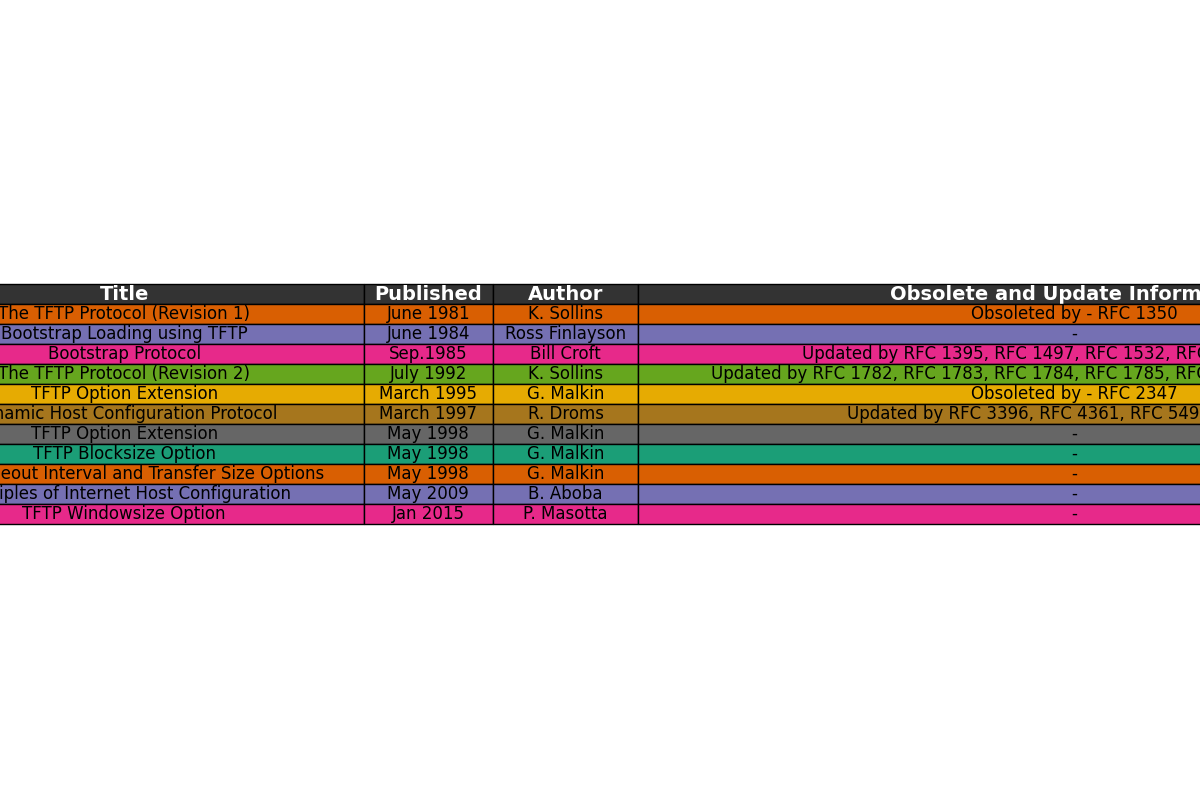 Title Published Author Obsolete and Update Inform
The TFTP Protocol (Revision 1) June 1981 K. Sollins Obsoleted by - RFC 1350
Bootstrap Loading using TFTP June 1984 Ross Finlayson -
Bootstrap Protocol Sep.1985 Bill Croft Updated by RFC 1395, RFC 1497, RFC 1532, RFC
The TFTP Protocol (Revision 2) July 1992 K. Sollins Updated by RFC 1782, RFC 1783, RFC 1784, RFC 1785, RFC
TFTP Option Extension March 1995 G. Malkin Obsoleted by - RFC 2347
namic Host Configuration Protocol March 1997 R. Droms Updated by RFC 3396, RFC 4361, RFC 549
TFTP Option Extension May 1998 G. Malkin -
TFTP Blocksize Option May 1998 G. Malkin -
eout Interval and Transfer Size Options May 1998 G. Malkin -
iples of Internet Host Configuration May 2009 B. Aboba -
TFTP Windowsize Option Jan 2015 P. Masotta -